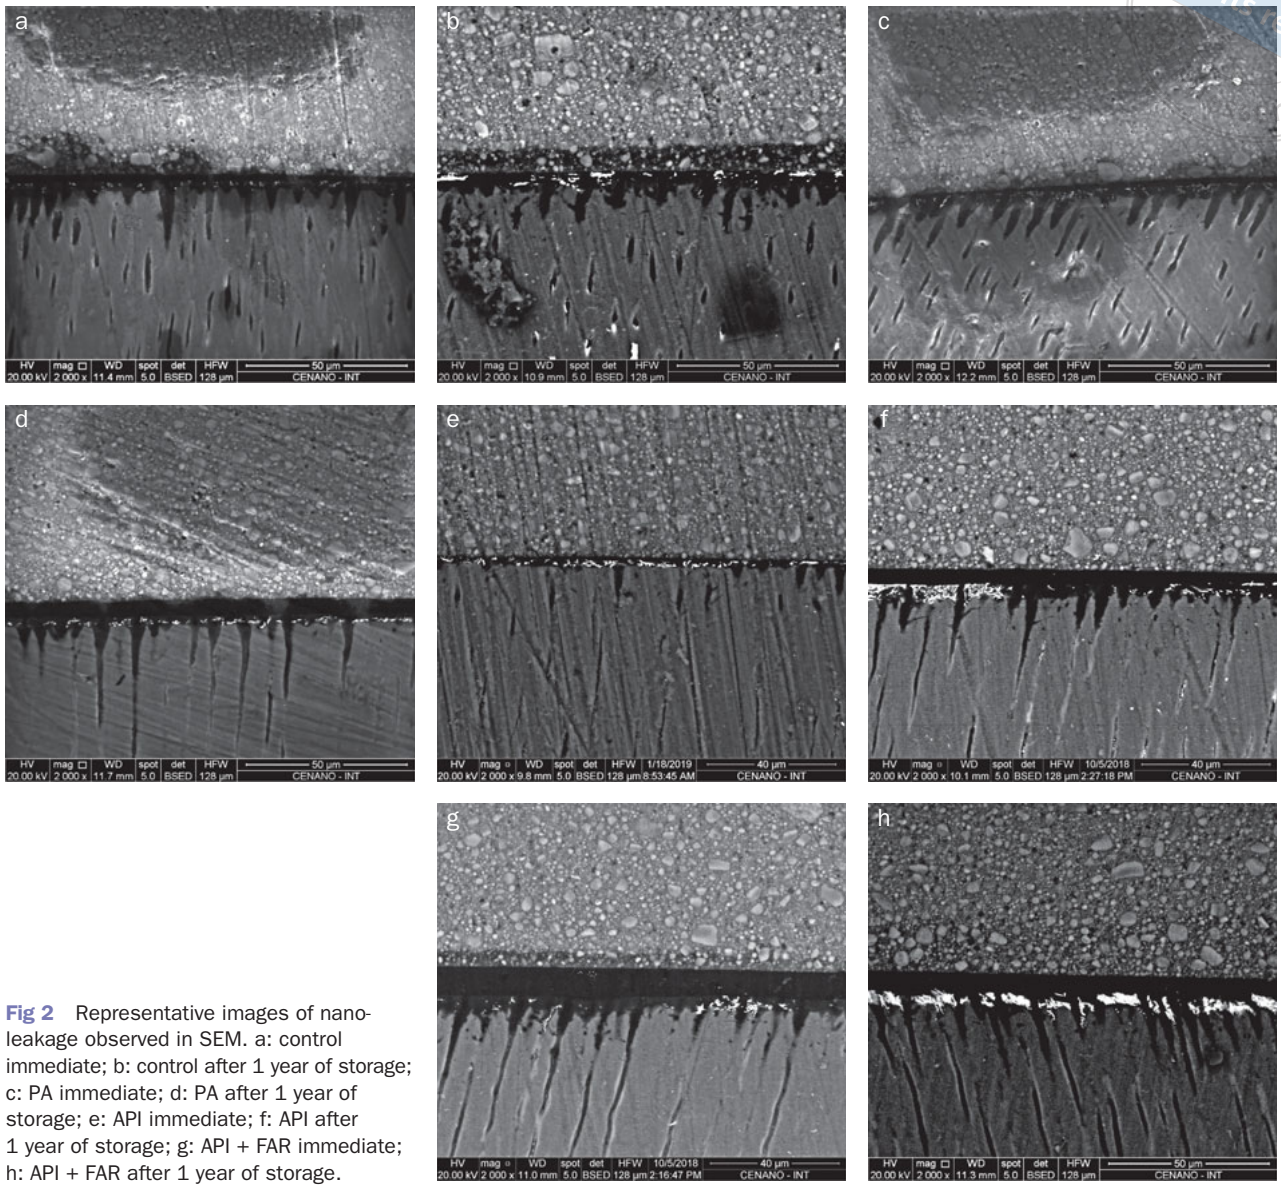 a
HV mag WD spot det HFW 50 µm
20.00 kV 2 000 x 11.4 mm 5.0 BSED 128 µm CENANO - INT
b
HV mag WD spot det HFW 50 µm
20.00 kV 2 000 x 10.9 mm 5.0 BSED 128 µm CENANO - INT
c
HV mag WD spot det HFW 50 µm
20.00 kV 2 000 x 12.2 mm 5.0 BSED 128 µm CENANO - INT
d
HV mag WD spot det HFW 50 µm
20.00 kV 2 000 x 11.7 mm 5.0 BSED 128 µm CENANO - INT
e
HV mag WD spot det HFW 1/18/2019 40 µm
20.00 kV 2 000 x 9.8 mm 5.0 BSED 128 µm 8:53:45 AM CENANO - INT
f
HV mag WD spot det HFW 10/5/2018 40 µm
20.00 kV 2 000 x 10.1 mm 5.0 BSED 128 µm 2:27:18 PM CENANO - INT
g
HV mag WD spot det HFW 10/5/2018 40 µm
20.00 kV 2 000 x 11.0 mm 5.0 BSED 128 µm 2:16:47 PM CENANO - INT
h
HV mag WD spot det HFW 50 µm
20.00 kV 2 000 x 11.3 mm 5.0 BSED 128 µm CENANO - INT
Fig 2 Representative images of nano-
leakage observed in SEM. a: control
immediate; b: control after 1 year of storage;
c: PA immediate; d: PA after 1 year of
storage; e: API immediate; f: API after
1 year of storage; g: API + FAR immediate;
h: API + FAR after 1 year of storage.